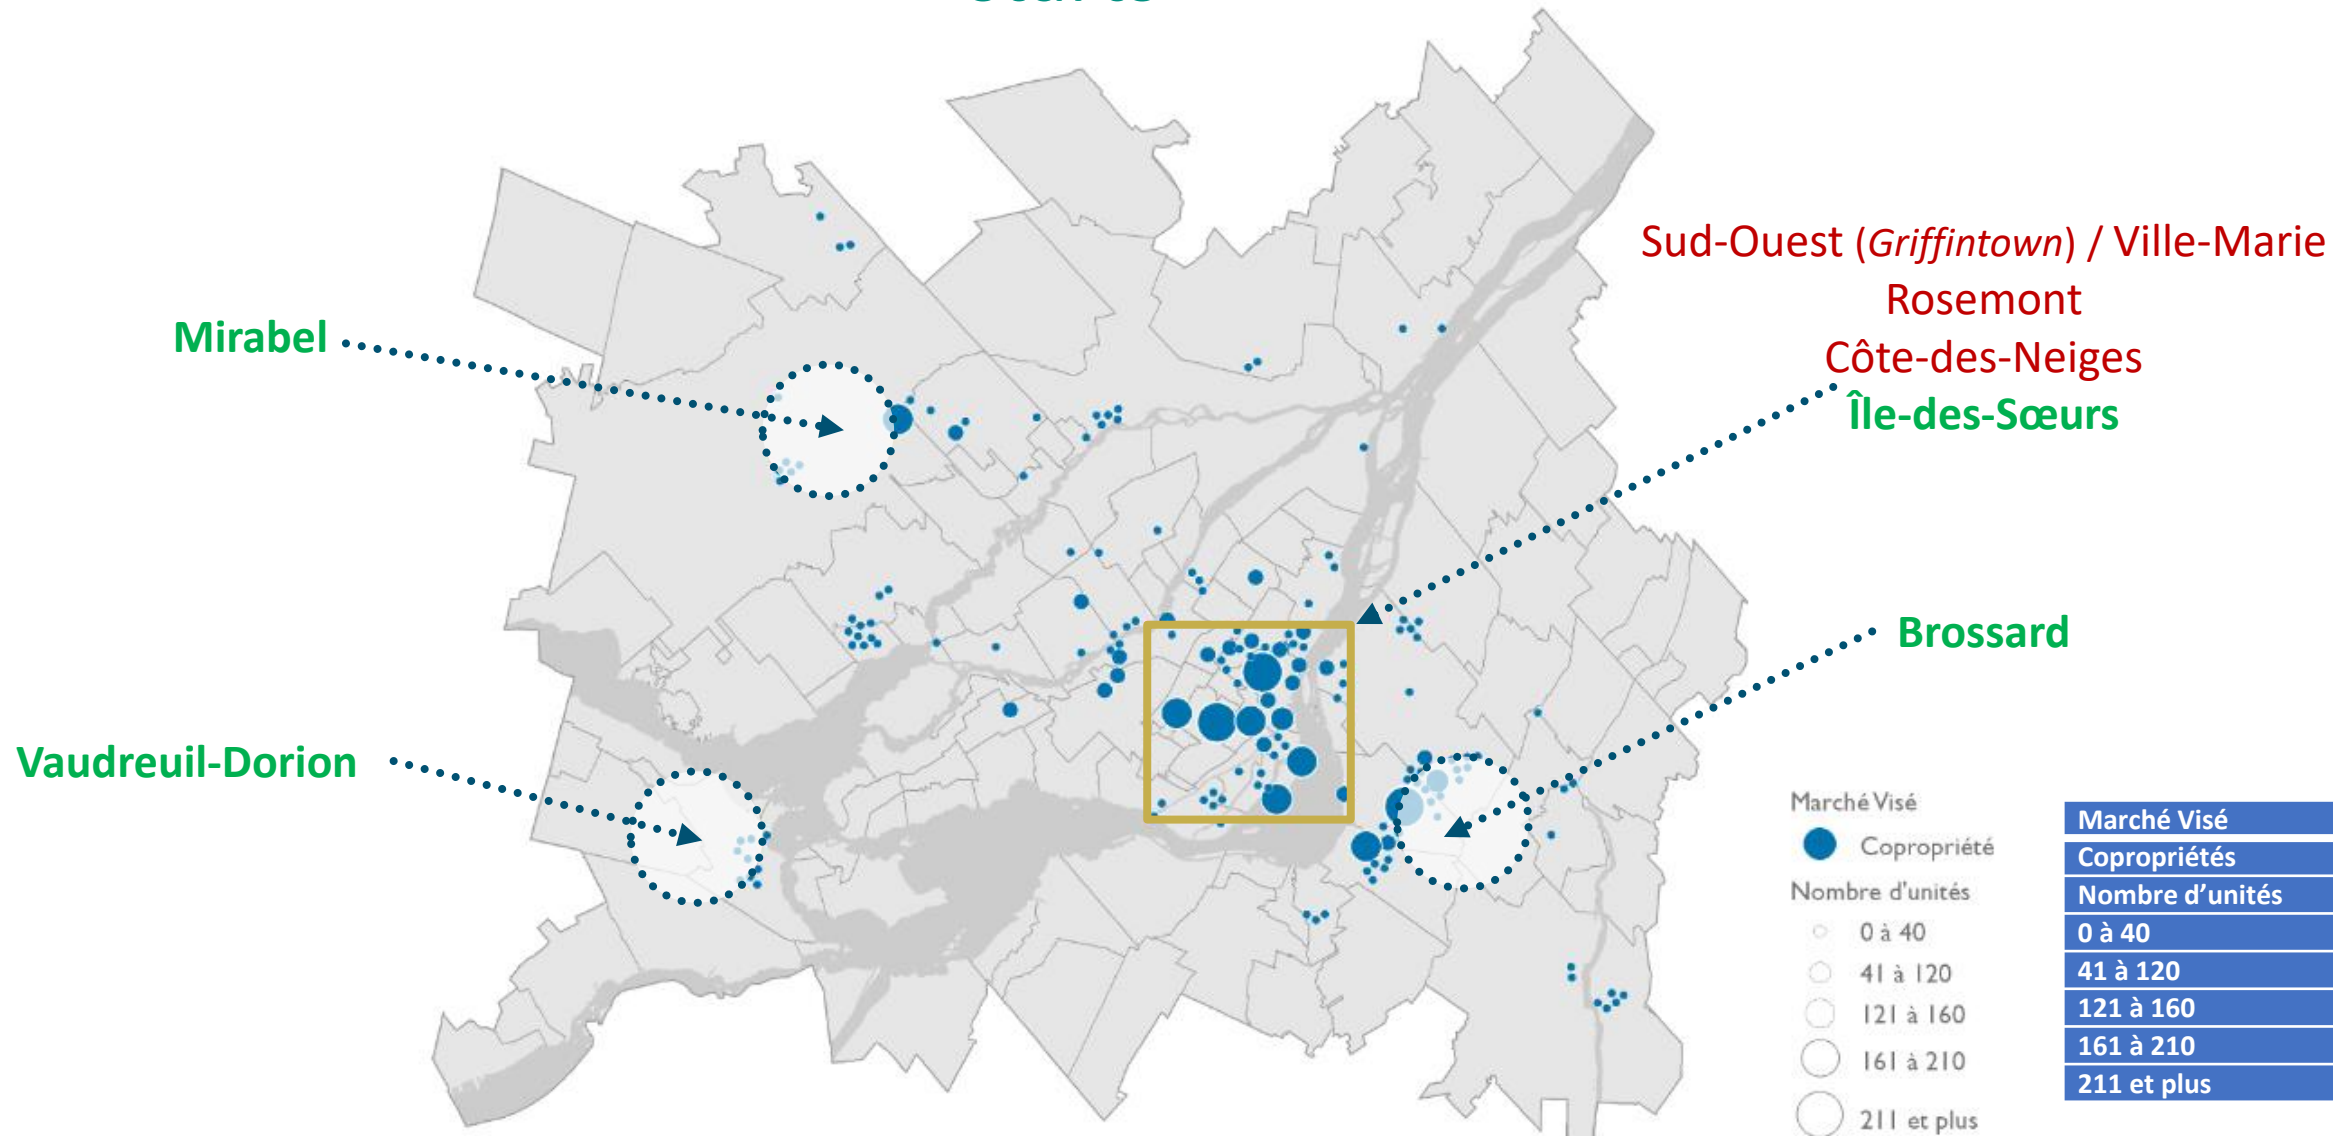 Sud-Ouest (Griffintown) / Ville-Marie
Rosemont
Côte-des-Neiges
Île-des-Sœurs
Mirabel
Brossard
Vaudreuil-Dorion
Marché Visé
Copropriété
Nombre d'unités
0 à 40
41 à 120
121 à 160
161 à 210
211 et plus
Marché Visé
Copropriétés
Nombre d’unités
0 à 40
41 à 120
121 à 160
161 à 210
211 et plus